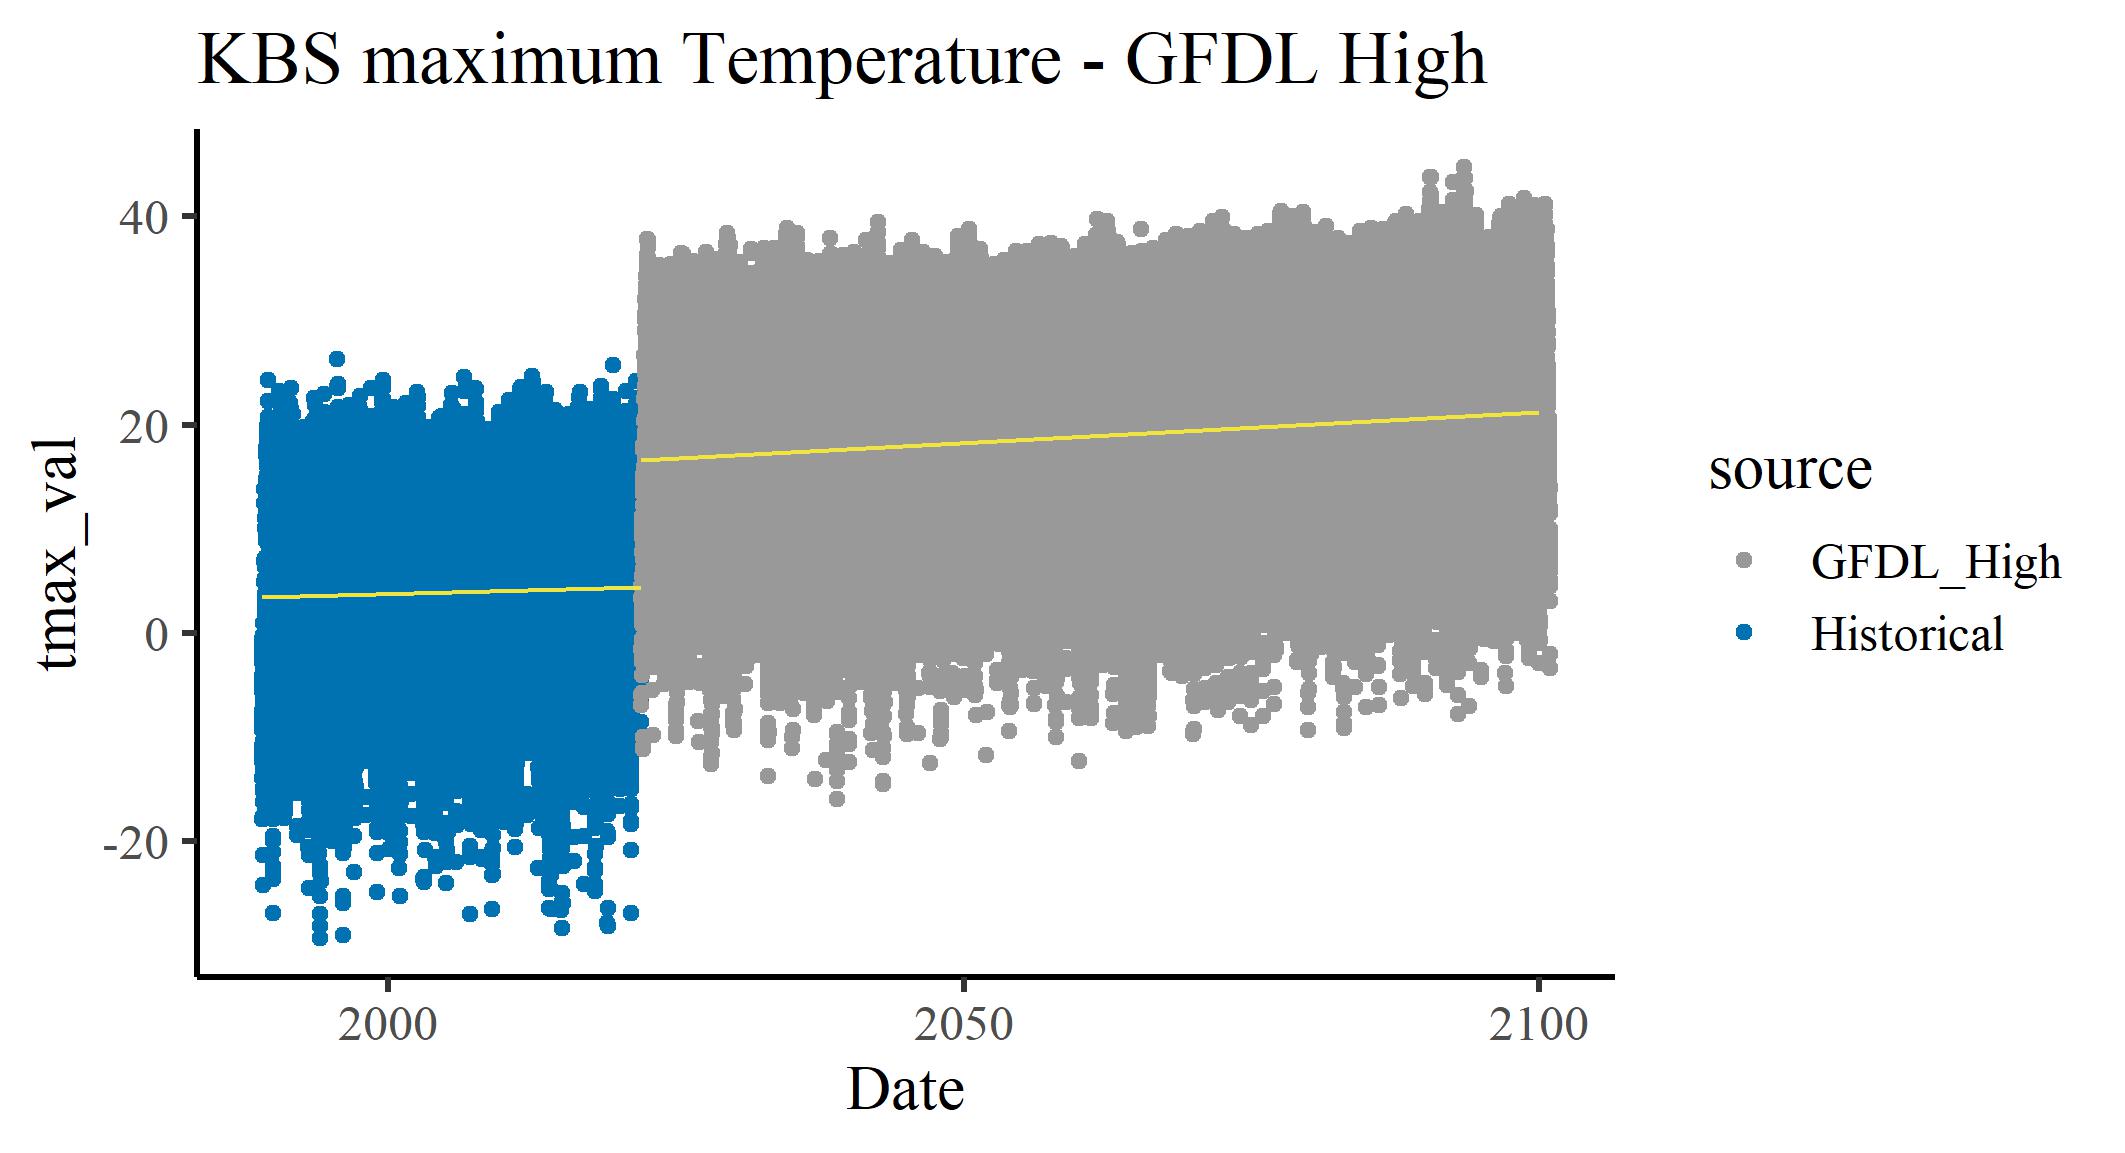 KBS maximum Temperature - GFDL High
tmax_val
40
20
0
-20
2000
2050
2100
Date
source
GFDL_High
Historical